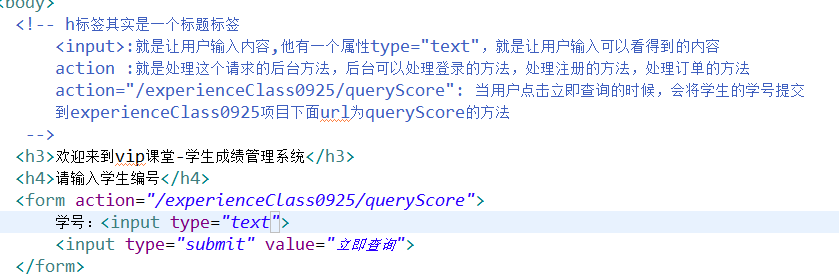 <body>
<!-- h标签其实是一个标题标签
<input>:就是让用户输入内容,他有一个属性type="text"，就是让用户输入可以看得到的内容
action :就是处理这个请求的后台方法，后台可以处理登录的方法，处理注册的方法，处理订单的方法
action="/experienceClass0925/queryScore": 当用户点击立即查询的时候，会将学生的学号提交
到experienceClass0925项目下面url为queryScore的方法
-->
<h3>欢迎来到vip课堂-学生成绩管理系统</h3>
<h4>请输入学生编号</h4>
<form action="/experienceClass0925/queryScore">
学号：<input type="text">
<input type="submit" value="立即查询">
</form>